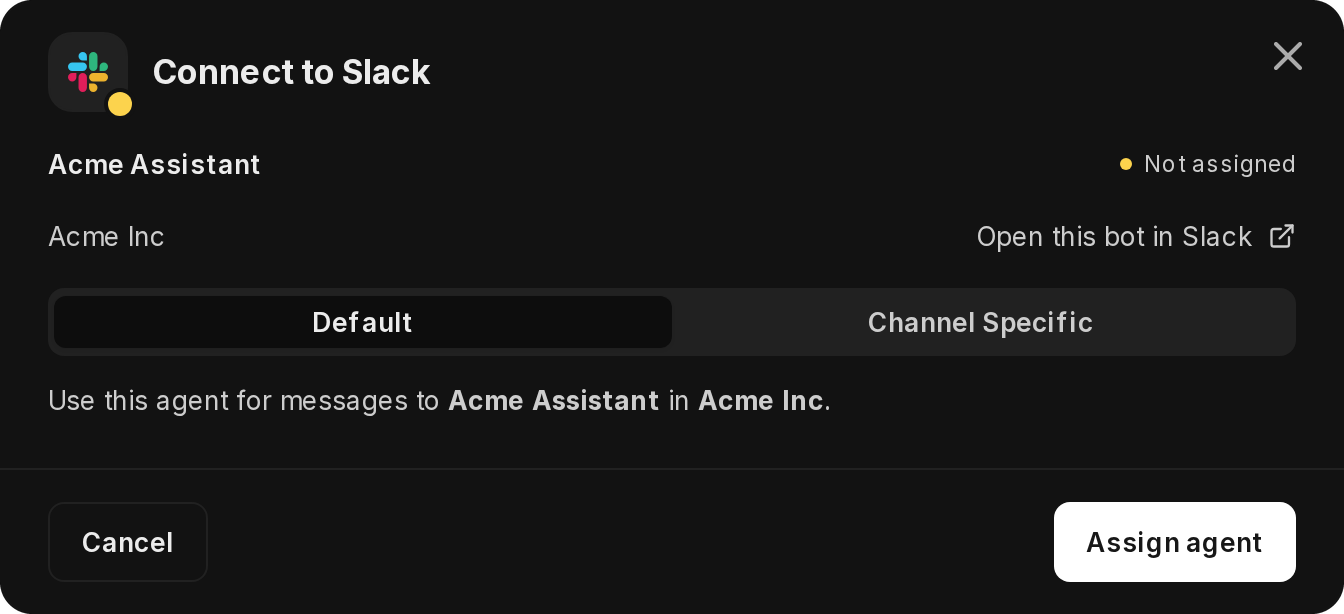 Connect to Slack
Acme Assistant
Not assigned
Acme Inc
Open this bot in Slack
Default
Channel Specific
Use this agent for messages to Acme Assistant in Acme Inc.
Cancel
Assign agent